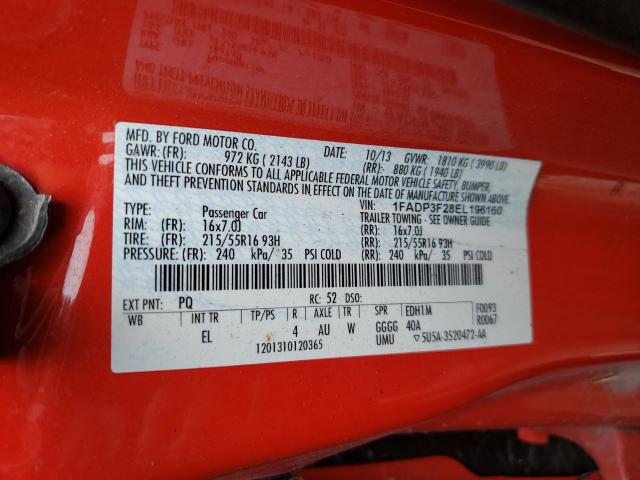 AND THEFT PREVENTION
MFD. BY FORD MOTOR CO. DATE: 10/13 GVWR: 1810 KG ( 3990 LB)
GAWR: (FR): 972 KG ( 2143 LB) (RR): 880 KG ( 1940 LB)
THIS VEHICLE CONFORMS TO ALL APPLICABLE FEDERAL MOTOR VEHICLE SAFETY, BUMPER,
AND THEFT PREVENTION STANDARDS IN EFFECT ON THE DATE OF MANUFACTURE SHOWN ABOVE.
VIN: 1FADP3F28EL196160
TYPE: Passenger Car TRAILER TOWING - SEE OWNER GUIDE
RIM: (FR): 16x7.0J (RR): 16x7.0J
TIRE: (FR): 215/55R16 93H (RR): 215/55R16 93H
PRESSURE: (FR): 240 kPa/ 35 PSI COLD (RR): 240 kPa/ 35 PSI COLD
EXT PNT: PQ RC: 52 DSO:
WB INT TR TP/PS R AXLE TR SPR EDH1M F0093
EL 4 AU W GGGG 40A R0067
1201310120365 UMU ▽5U5A-3520472-AA